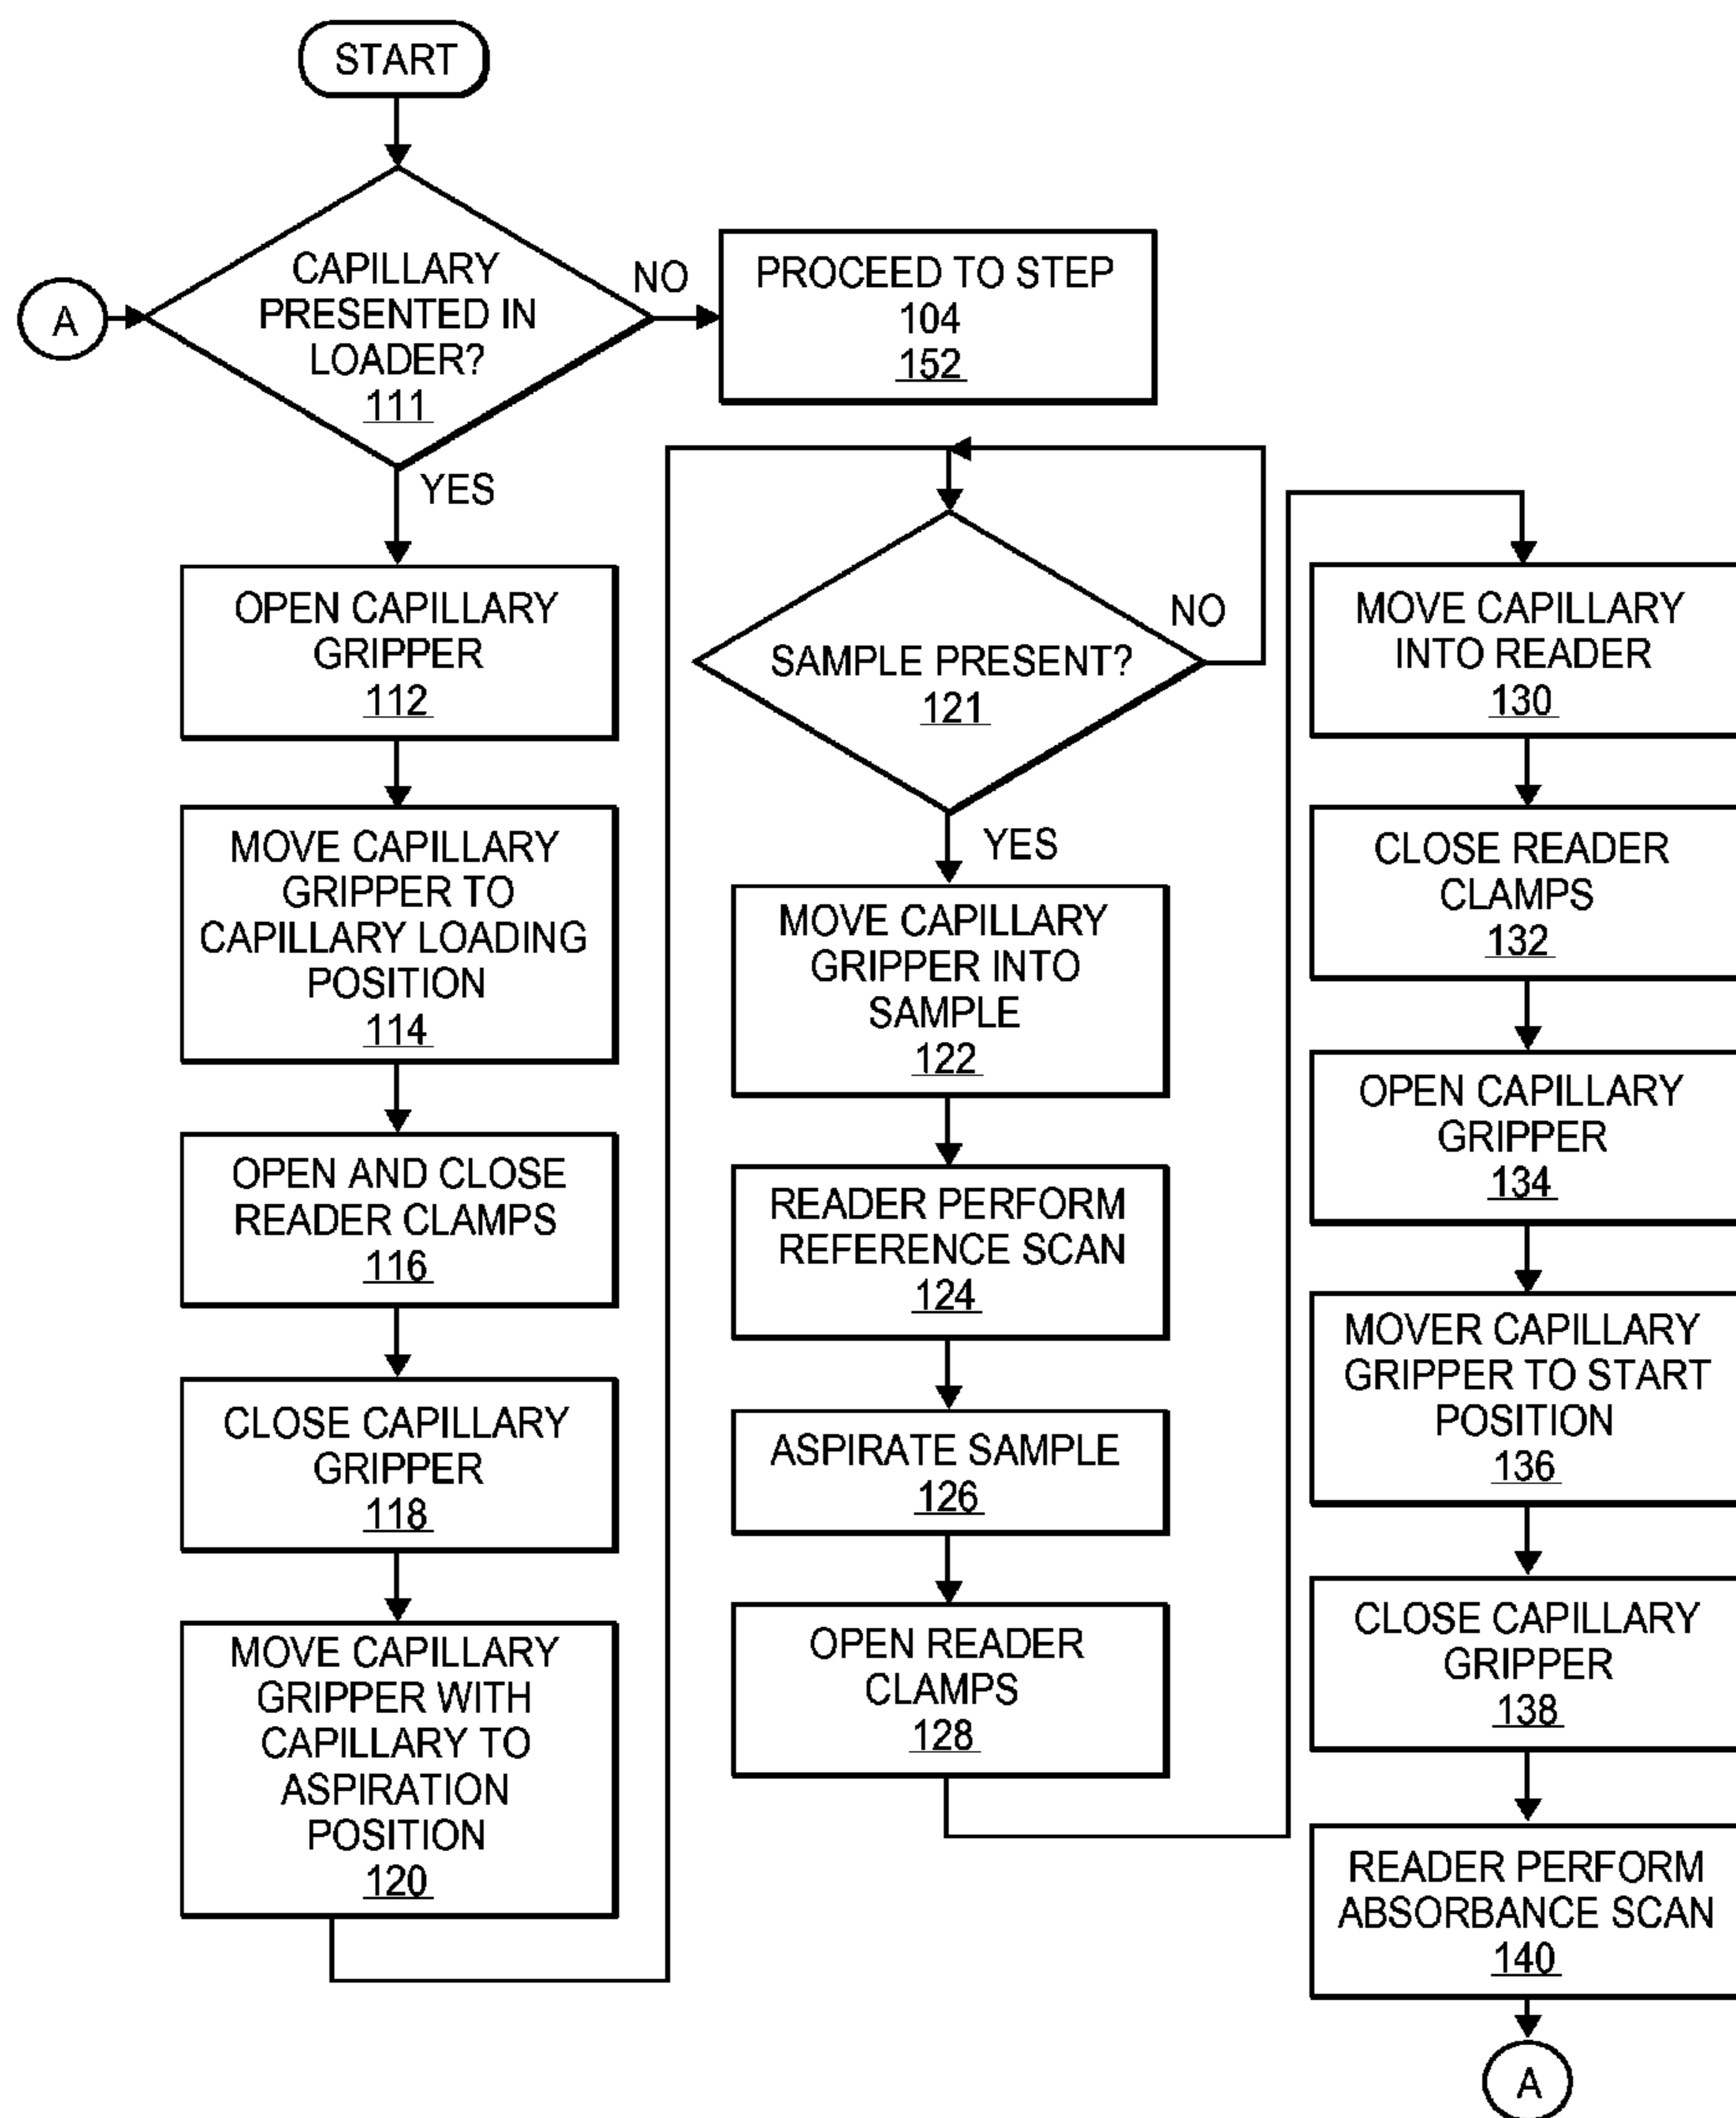 START
A
CAPILLARY
PRESENTED IN
LOADER?
111
NO
PROCEED TO STEP
104
152
YES
OPEN CAPILLARY
GRIPPER
112
MOVE CAPILLARY
GRIPPER TO
CAPILLARY LOADING
POSITION
114
OPEN AND CLOSE
READER CLAMPS
116
CLOSE CAPILLARY
GRIPPER
118
MOVE CAPILLARY
GRIPPER WITH
CAPILLARY TO
ASPIRATION
POSITION
120
SAMPLE PRESENT?
121
NO
YES
MOVE CAPILLARY
GRIPPER INTO
SAMPLE
122
READER PERFORM
REFERENCE SCAN
124
ASPIRATE SAMPLE
126
OPEN READER
CLAMPS
128
MOVE CAPILLARY
INTO READER
130
CLOSE READER
CLAMPS
132
OPEN CAPILLARY
GRIPPER
134
MOVER CAPILLARY
GRIPPER TO START
POSITION
136
CLOSE CAPILLARY
GRIPPER
138
READER PERFORM
ABSORBANCE SCAN
140
A